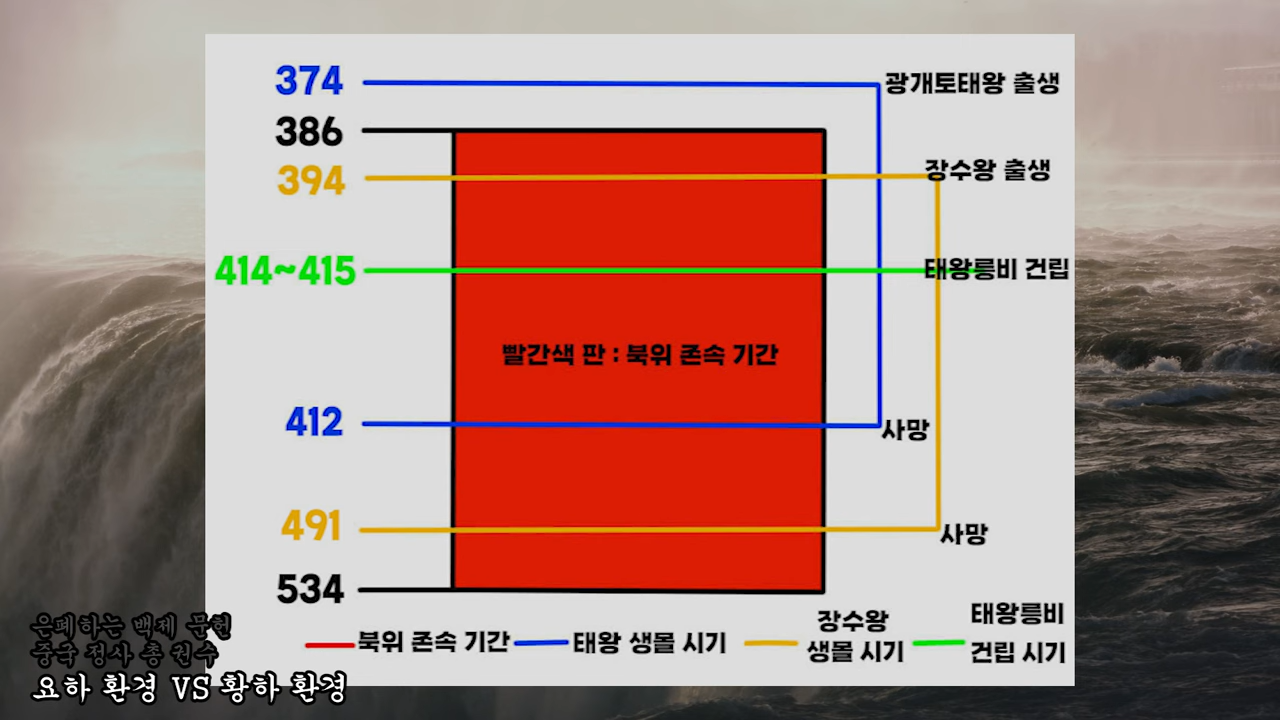 374
광개토태왕 출생
386
394
장수왕 출생
414~415
태왕릉비 건립
빨간색 판 : 북위 존속 기간
412
사망
491
사망
534
북위 존속 기간
태왕 생몰 시기
장수왕
생몰 시기
태왕릉비
건립 시기
은폐하는 백제 문헌
중국 정사 총 권수
요하 환경 VS 황하 환경